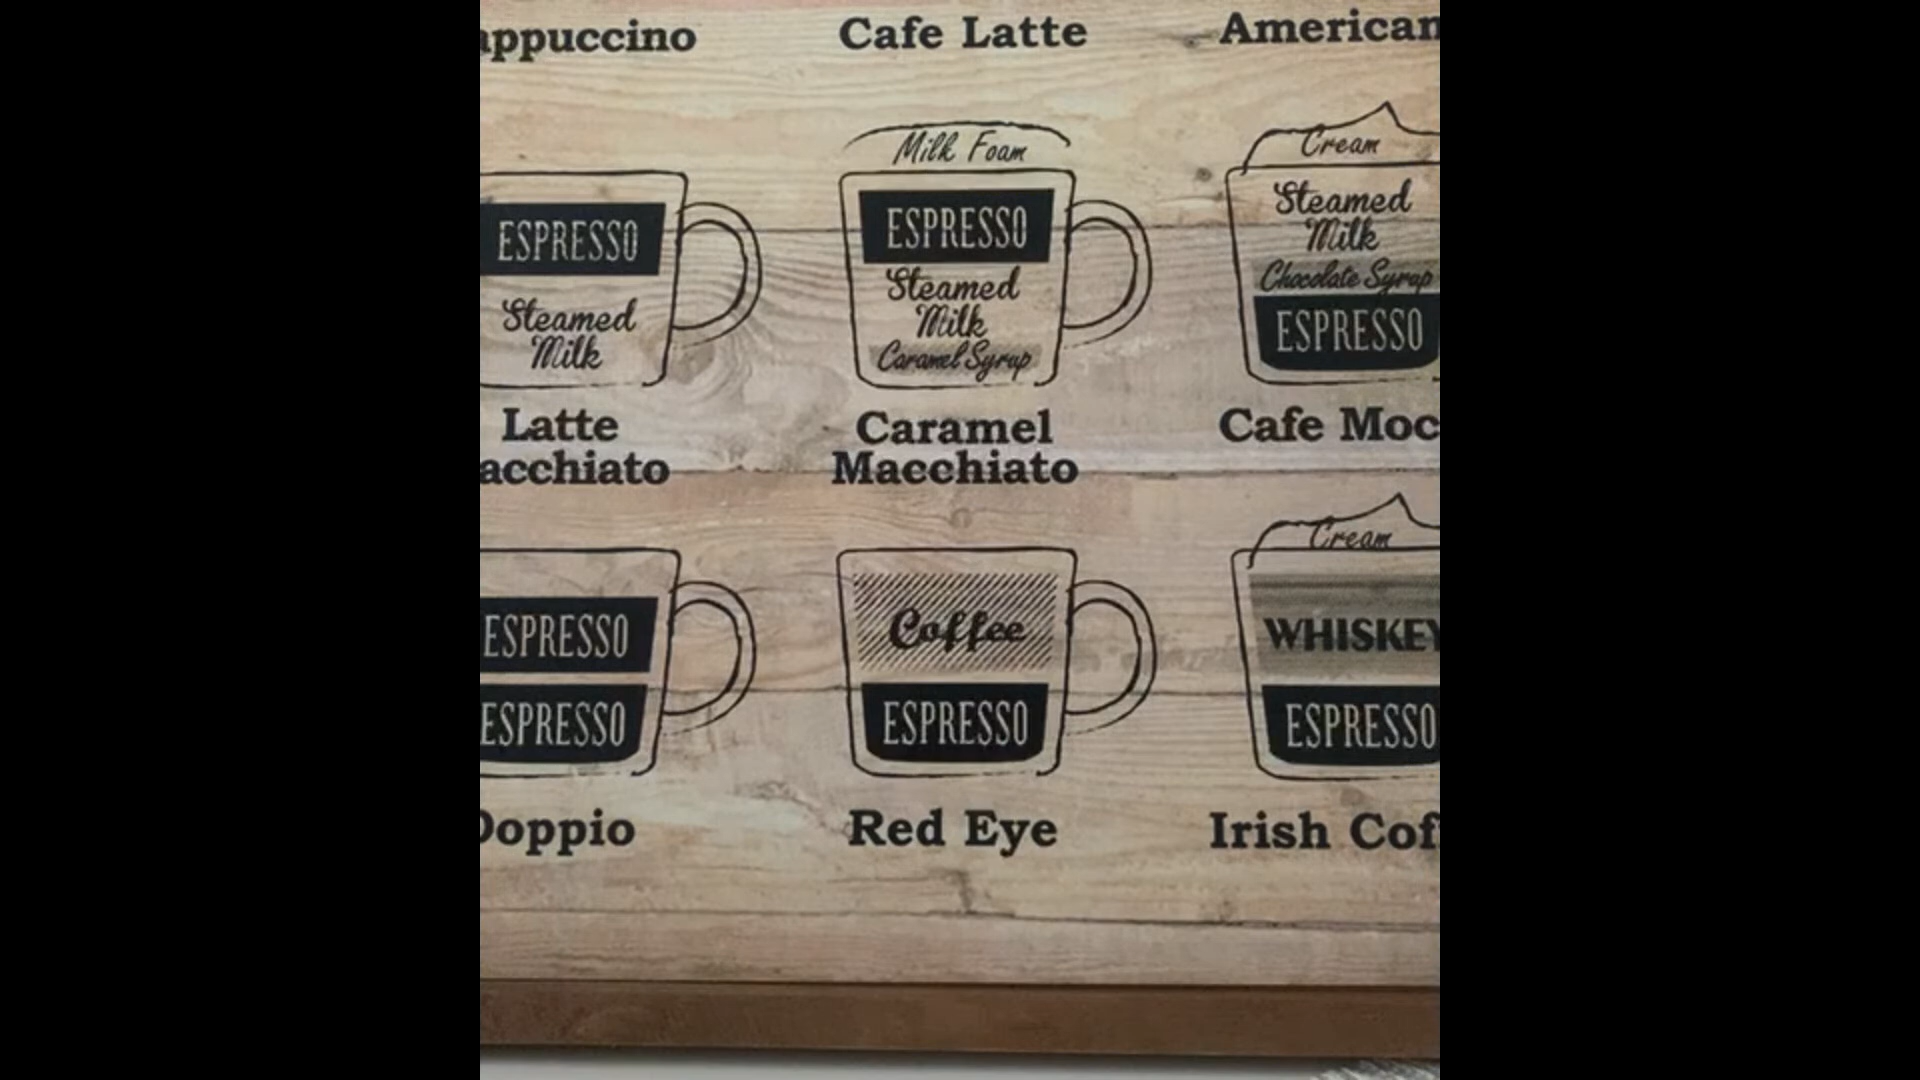 appuccino
Cafe Latte
American
ESPRESSO
Steamed
Milk
Latte
acchiato
Milk Foam
ESPRESSO
Steamed
Milk
Caramel Syrup
Caramel
Macchiato
Cream
Steamed
Milk
Chocolate Syrup
ESPRESSO
Cafe Moc
ESPRESSO
ESPRESSO
Doppio
Coffee
ESPRESSO
Red Eye
Cream
WHISKEY
ESPRESSO
Irish Cof